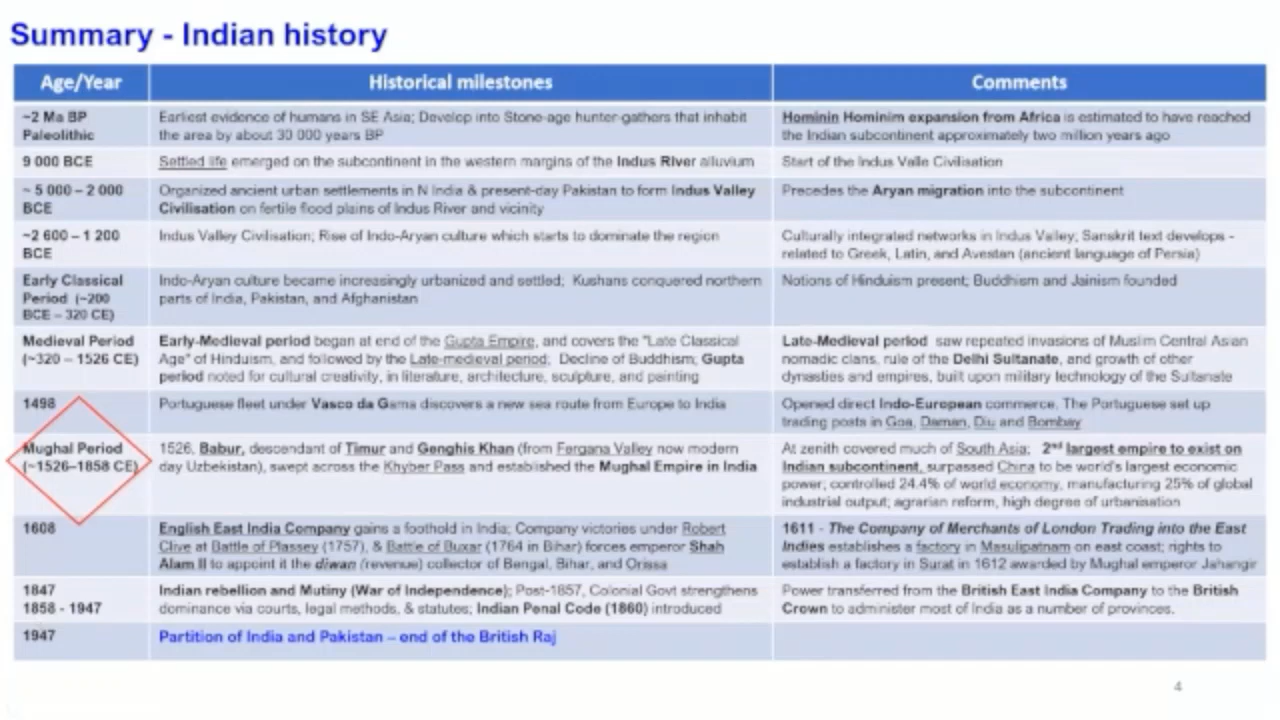 Summary - Indian history
Age/Year
Historical milestones
Comments
~2 Ma BP
Paleolithic
Earliest evidence of humans in SE Asia; Develop into Stone-age hunter-gathers that inhabit
the area by about 30 000 years BP
Hominin Hominim expansion from Africa is estimated to have reached
the Indian subcontinent approximately two million years ago
9 000 BCE
Settled life emerged on the subcontinent in the western margins of the Indus River alluvium
Start of the Indus Valle Civilisation
~ 5 000 – 2 000
BCE
Organized ancient urban settlements in N India & present-day Pakistan to form Indus Valley
Civilisation on fertile flood plains of Indus River and vicinity
Precedes the Aryan migration into the subcontinent
~2 600 – 1 200
BCE
Indus Valley Civilisation; Rise of Indo-Aryan culture which starts to dominate the region
Culturally integrated networks in Indus Valley; Sanskrit text develops -
related to Greek, Latin, and Avestan (ancient language of Persia)
Early Classical
Period (~200
BCE – 320 CE)
Indo-Aryan culture became increasingly urbanized and settled; Kushans conquered northern
parts of India, Pakistan, and Afghanistan
Notions of Hinduism present; Buddhism and Jainism founded
Medieval Period
(~320 – 1526 CE)
Early-Medieval period began at end of the Gupta Empire, and covers the "Late Classical
Age" of Hinduism, and followed by the Late-medieval period; Decline of Buddhism; Gupta
period noted for cultural creativity, in literature, architecture, sculpture, and painting
Late-Medieval period saw repeated invasions of Muslim Central Asian
nomadic clans, rule of the Delhi Sultanate, and growth of other
dynasties and empires, built upon military technology of the Sultanate
1498
Portuguese fleet under Vasco da Gama discovers a new sea route from Europe to India
Opened direct Indo-European commerce. The Portuguese set up
trading posts in Goa, Daman, Diu and Bombay
Mughal Period
(~1526–1858 CE)
1526, Babur, descendant of Timur and Genghis Khan (from Fergana Valley now modern
day Uzbekistan), swept across the Khyber Pass and established the Mughal Empire in India
At zenith covered much of South Asia; 2nd largest empire to exist on
Indian subcontinent, surpassed China to be world's largest economic
power; controlled 24.4% of world economy, manufacturing 25% of global
industrial output; agrarian reform, high degree of urbanisation
1608
English East India Company gains a foothold in India; Company victories under Robert
Clive at Battle of Plassey (1757), & Battle of Buxar (1764 in Bihar) forces emperor Shah
Alam II to appoint it the diwan (revenue) collector of Bengal, Bihar, and Orissa
1611 - The Company of Merchants of London Trading into the East
Indies establishes a factory in Masulipatnam on east coast; rights to
establish a factory in Surat in 1612 awarded by Mughal emperor Jahangir
1847
1858 - 1947
Indian rebellion and Mutiny (War of Independence); Post-1857, Colonial Govt strengthens
dominance via courts, legal methods, & statutes; Indian Penal Code (1860) introduced
Power transferred from the British East India Company to the British
Crown to administer most of India as a number of provinces.
1947
Partition of India and Pakistan – end of the British Raj
4